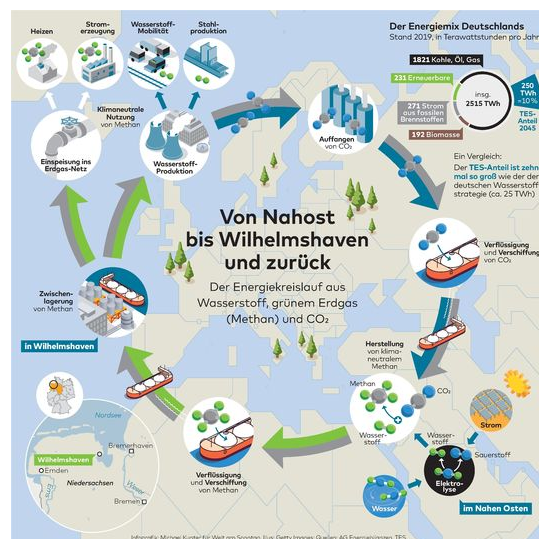 Heizen
Strom-
erzeugung
Wasserstoff-
Mobilität
Stahl-
produktion
Klimaneutrale
Nutzung
von Methan
Einspeisung ins
Erdgas-Netz
Wasserstoff-
Produktion
Auffangen
von CO₂
Der Energiemix Deutschlands
Stand 2019, in Terawattstunden pro Jahr
1821 Kohle, Öl, Gas
231 Erneuerbare
271 Strom
aus fossilen
Brennstoffen
192 Biomasse
insg.
2515 TWh
250
TWh
=10%
TES-
Anteil
2045
Ein Vergleich:
Der TES-Anteil ist zehn-
mal so groß wie der der
deutschen Wasserstoff-
strategie (ca. 25 TWh)
Von Nahost
bis Wilhelmshaven
und zurück
Der Energiekreislauf aus
Wasserstoff, grünem Erdgas
(Methan) und CO₂
Verflüssigung
und Verschiffung
von CO₂
Zwischen-
lagerung
von Methan
in Wilhelmshaven
Herstellung
von klima-
neutralem
Methan
Methan
CO₂
Wasser-
stoff
Strom
Wasser-
stoff
Sauerstoff
Elektro-
lyse
Wasser
im Nahen Osten
Verflüssigung
und Verschiffung
von Methan
Nordsee
Wilhelmshaven
Bremerhaven
Emden
Niedersachsen
Ems
Weser
Bremen